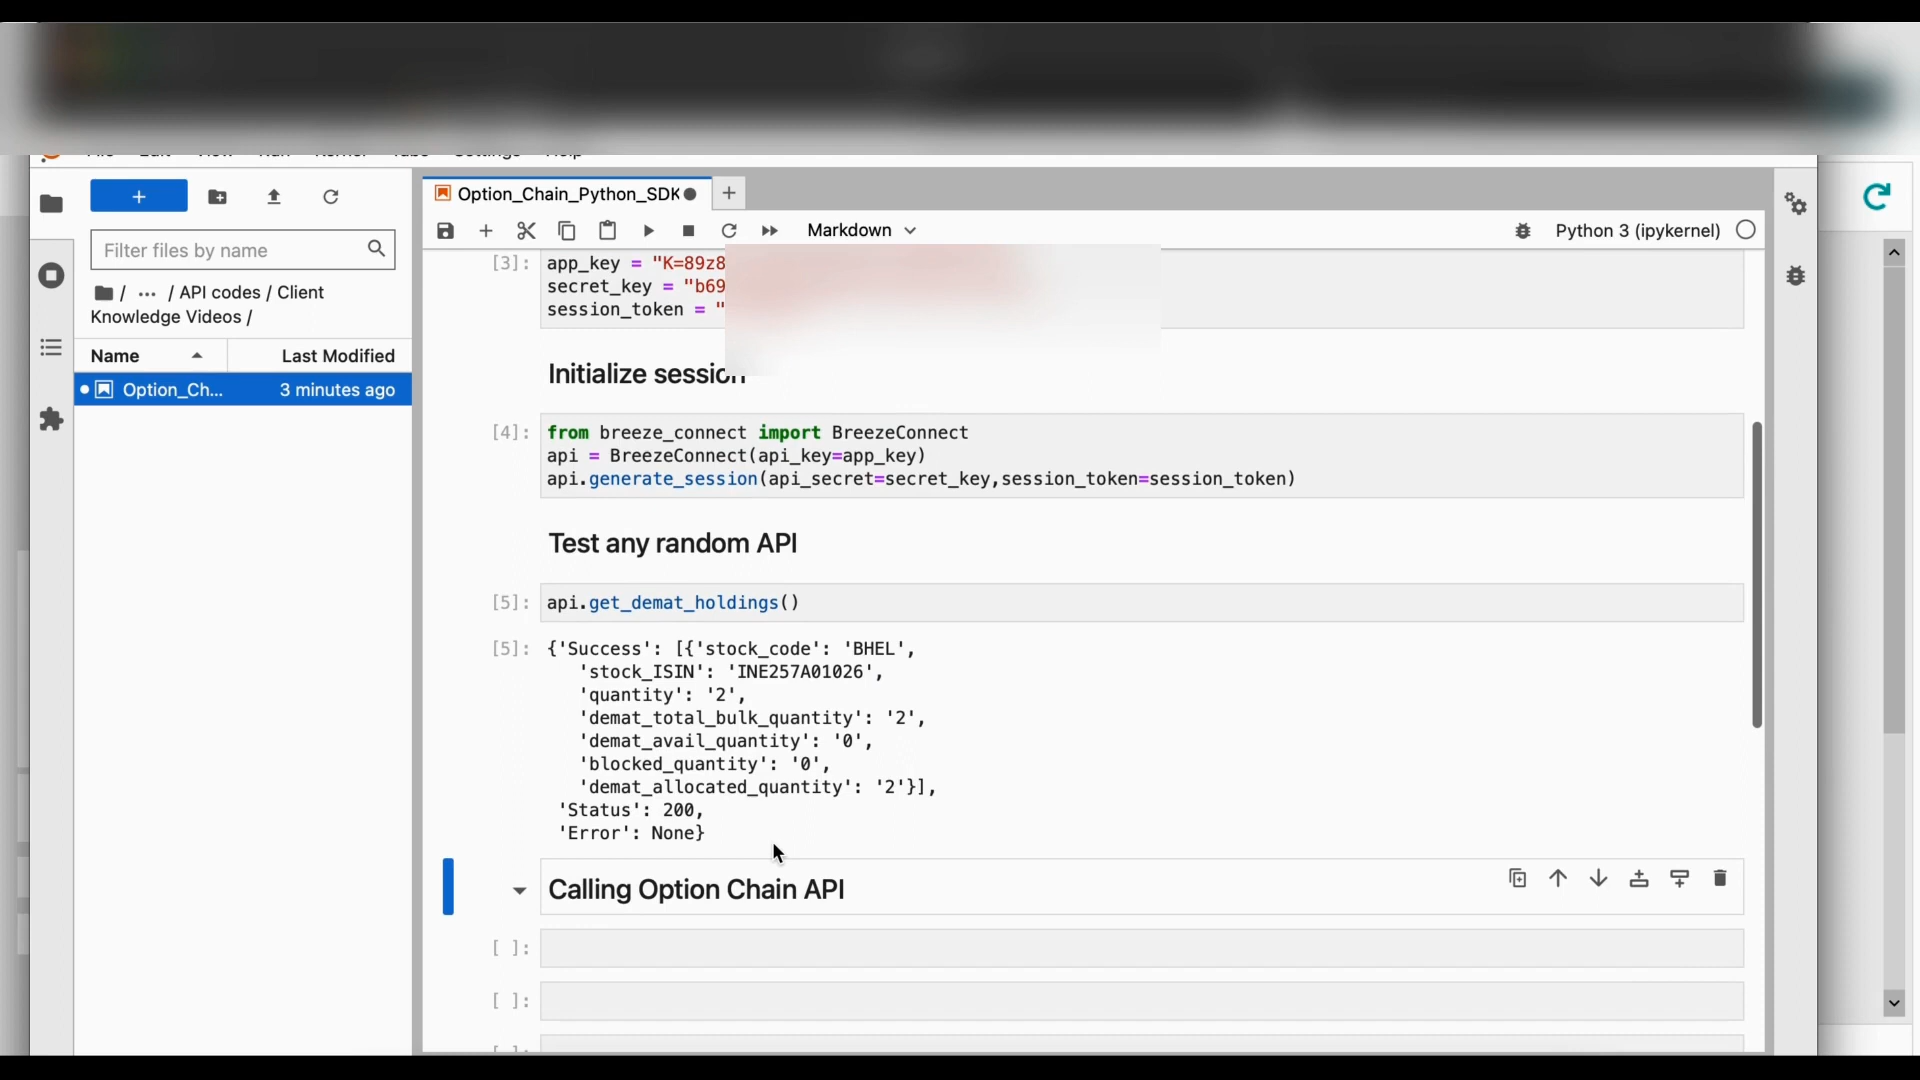 Option_Chain_Python_SDK
Filter files by name
Markdown
Python 3 (ipykernel)
/ ... / API codes / Client
Knowledge Videos /
Name
Last Modified
Option_Ch...
3 minutes ago
[3]:
app_key = "K=89z8
secret_key = "b69
session_token = "
Initialize session
[4]:
from breeze_connect import BreezeConnect
api = BreezeConnect(api_key=app_key)
api.generate_session(api_secret=secret_key,session_token=session_token)
Test any random API
[5]:
api.get_demat_holdings()
[5]:
{'Success': [{'stock_code': 'BHEL',
'stock_ISIN': 'INE257A01026',
'quantity': '2',
'demat_total_bulk_quantity': '2',
'demat_avail_quantity': '0',
'blocked_quantity': '0',
'demat_allocated_quantity': '2'}],
'Status': 200,
'Error': None}
Calling Option Chain API
[ ]:
[ ]:
[ ]: